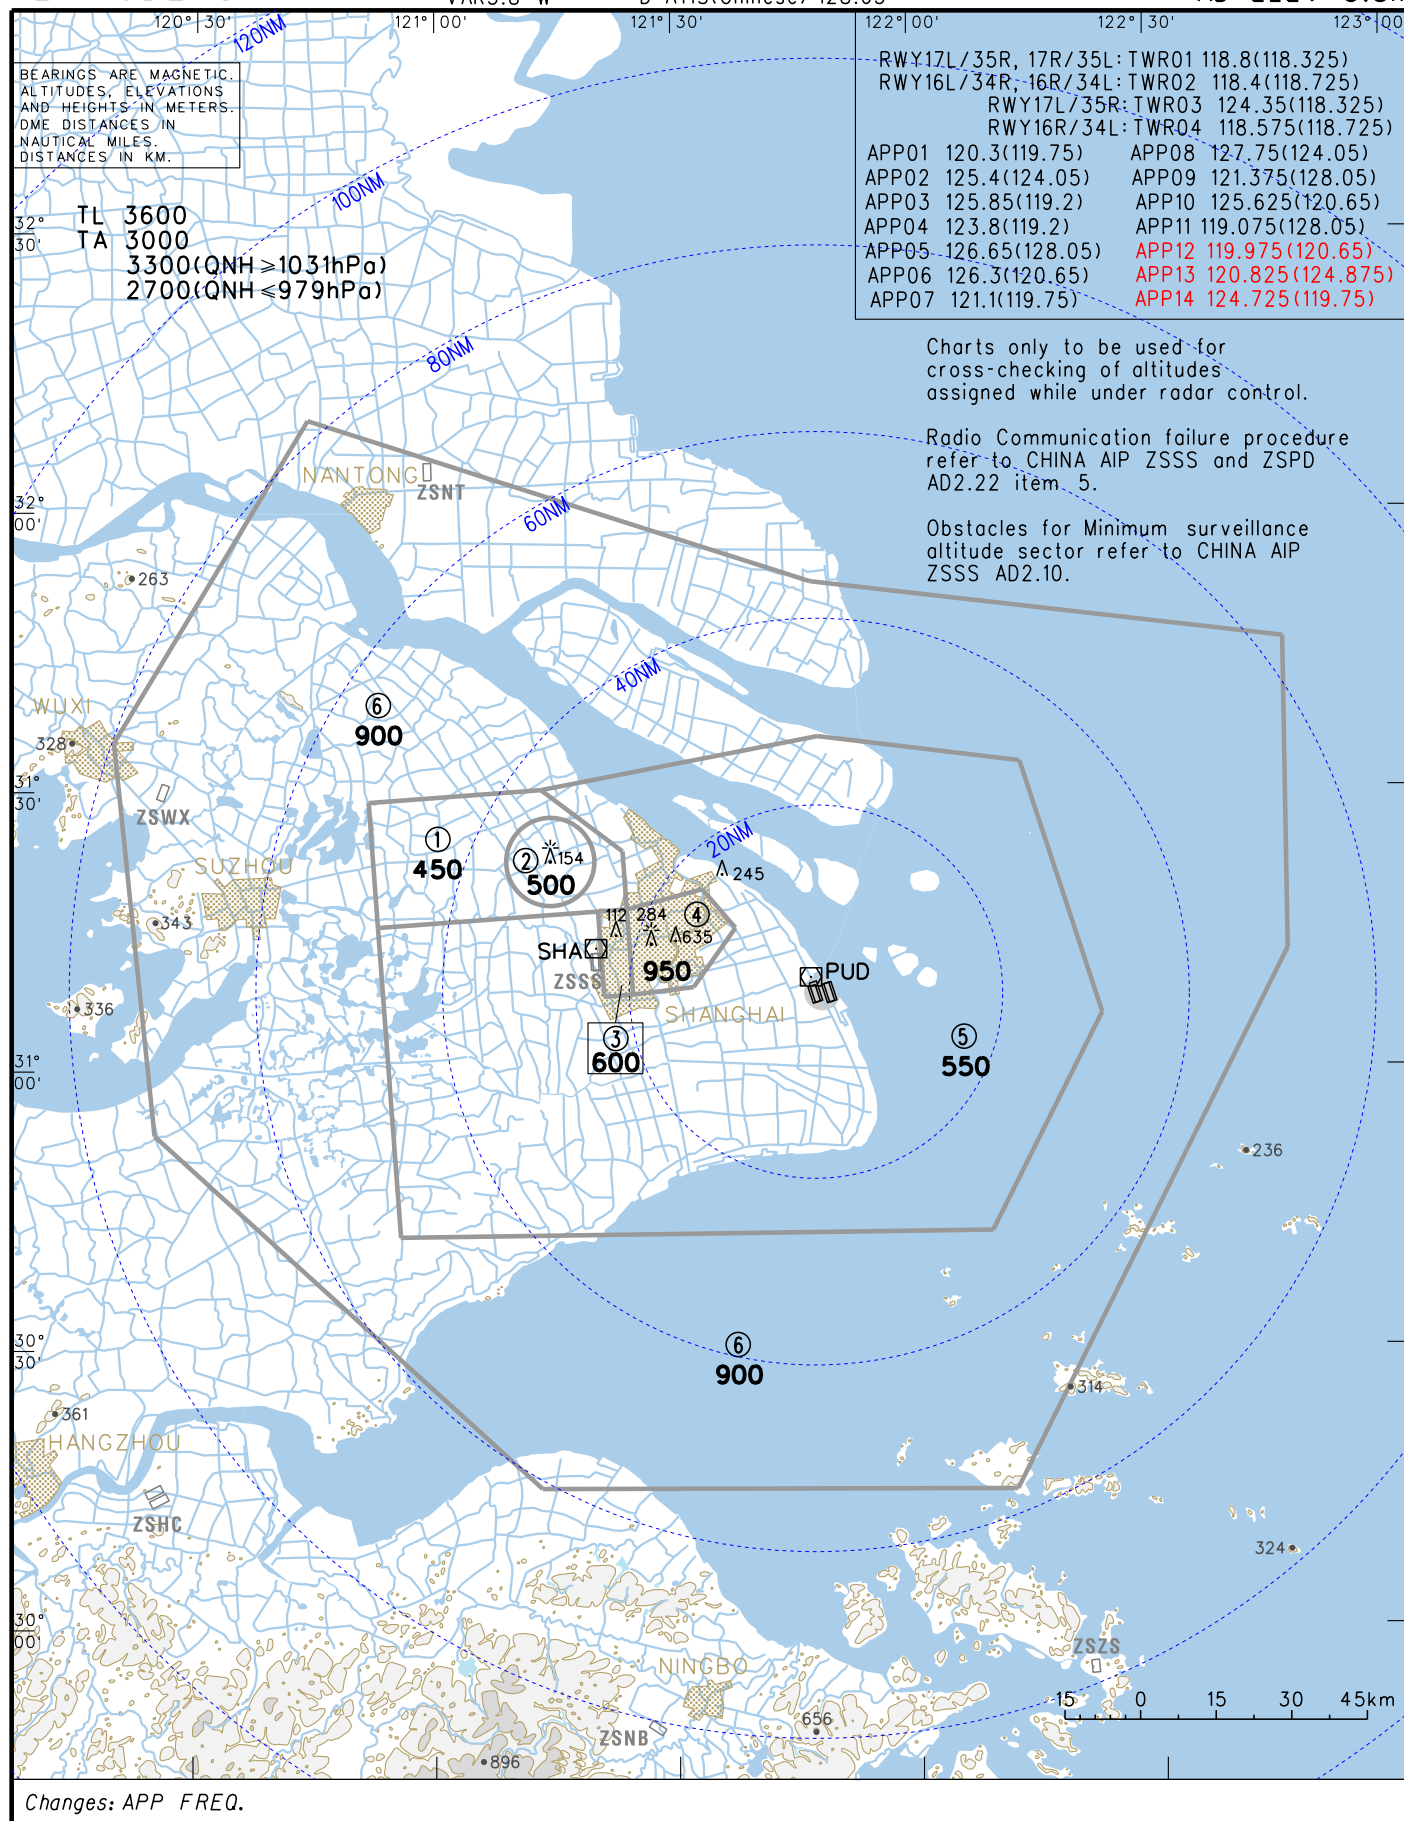 120°30'
121°00'
121°30'
122°00'
122°30'
123°00'
BEARINGS ARE MAGNETIC.
ALTITUDES, ELEVATIONS
AND HEIGHTS IN METERS.
DME DISTANCES IN
NAUTICAL MILES.
DISTANCES IN KM.
TL 3600
TA 3000
3300(QNH⩾1031hPa)
2700(QNH⩽979hPa)
RWY17L/35R, 17R/35L: TWR01 118.8(118.325)
RWY16L/34R, 16R/34L: TWR02 118.4(118.725)
RWY17L/35R: TWR03 124.35(118.325)
RWY16R/34L: TWR04 118.575(118.725)
APP01 120.3(119.75) APP08 127.75(124.05)
APP02 125.4(124.05) APP09 121.375(128.05)
APP03 125.85(119.2) APP10 125.625(120.65)
APP04 123.8(119.2) APP11 119.075(128.05)
APP05 126.65(128.05) APP12 119.975(120.65)
APP06 126.3(120.65) APP13 120.825(124.875)
APP07 121.1(119.75) APP14 124.725(119.75)
Charts only to be used for
cross-checking of altitudes
assigned while under radar control.
Radio Communication failure procedure
refer to CHINA AIP ZSSS and ZSPD
AD2.22 item 5.
Obstacles for Minimum surveillance
altitude sector refer to CHINA AIP
ZSSS AD2.10.
120NM
100NM
80NM
60NM
40NM
20NM
32°
30'
32°
00'
31°
30'
31°
00'
30°
30'
30°
00'
NANTONG
ZSNT
263
WUXI
328
ZSWX
SUZHOU
343
336
⑥
900
①
450
②
154
500
245
112
284
④
635
950
SHA
ZSSS
SHANGHAI
③
600
PUD
⑤
550
236
⑥
900
314
361
HANGZHOU
ZSHC
324
NINGBO
ZSNB
656
896
ZSZS
15 0 15 30 45km
Changes: APP FREQ.